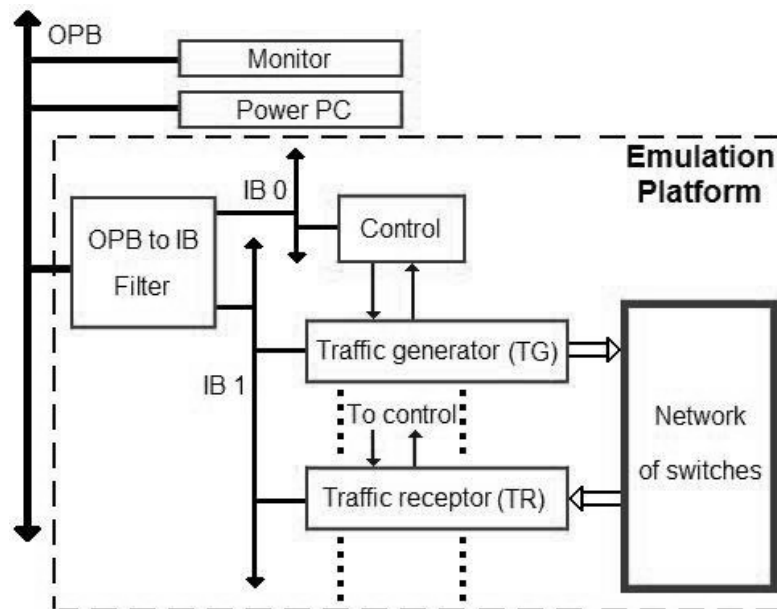 OPB
Monitor
Power PC
Emulation
Platform
IB 0
OPB to IB
Filter
Control
Traffic generator (TG)
IB 1
To control
Network
of switches
Traffic receptor (TR)